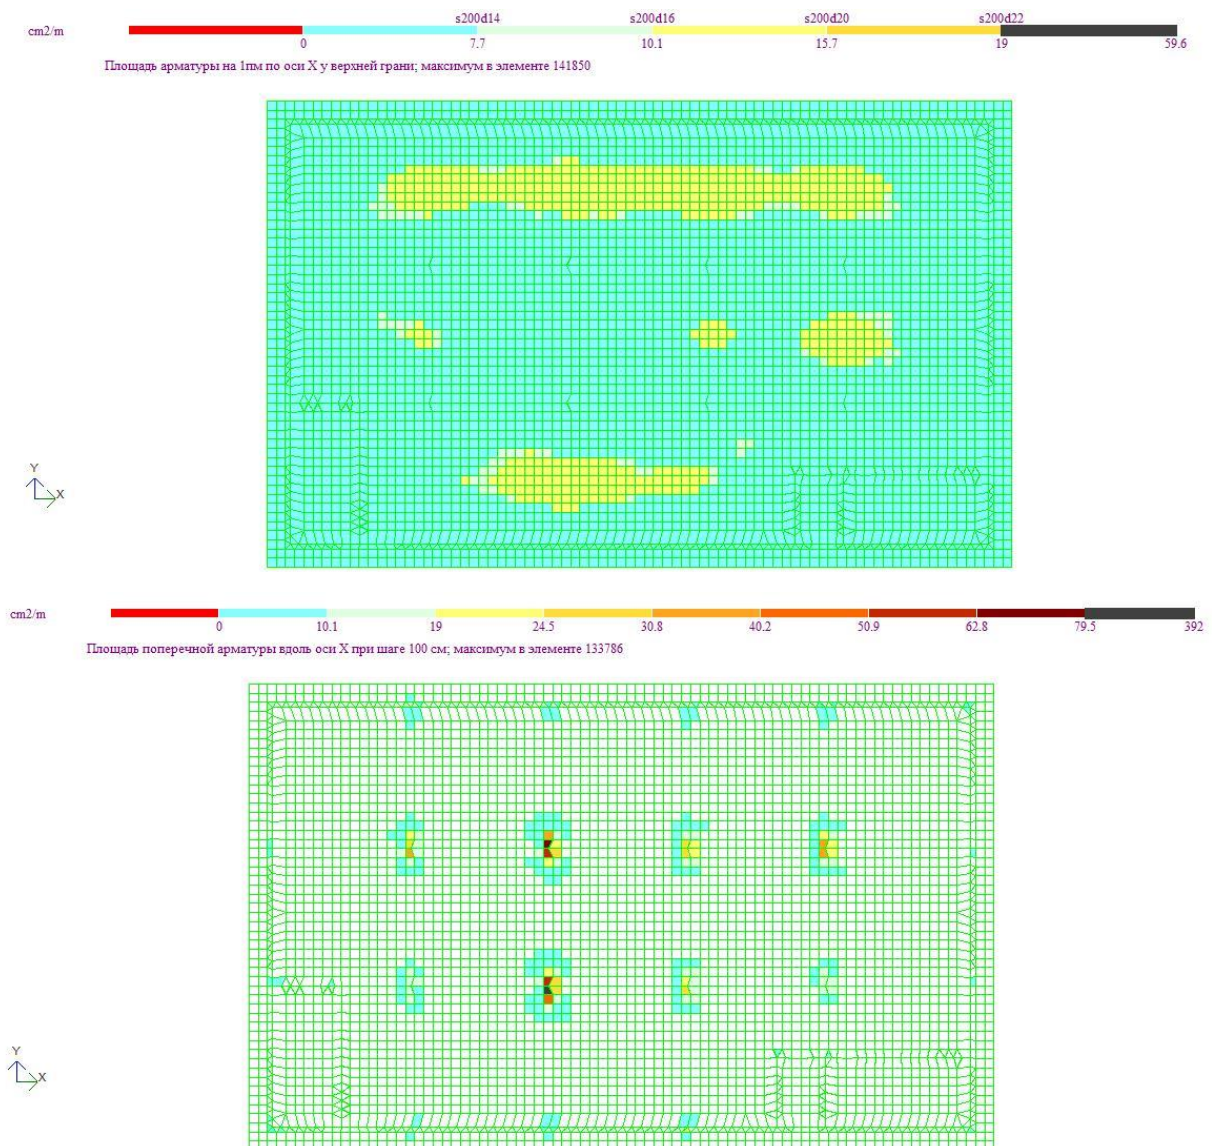 s200d14 s200d16 s200d20 s200d22
cm2/m
0 7.7 10.1 15.7 19 59.6
Площадь арматуры на 1пм по оси X у верхней грани; максимум в элементе 141850
Y
X
cm2/m
0 10.1 19 24.5 30.8 40.2 50.9 62.8 79.5 392
Площадь поперечной арматуры вдоль оси X при шаге 100 см; максимум в элементе 133786
Y
X